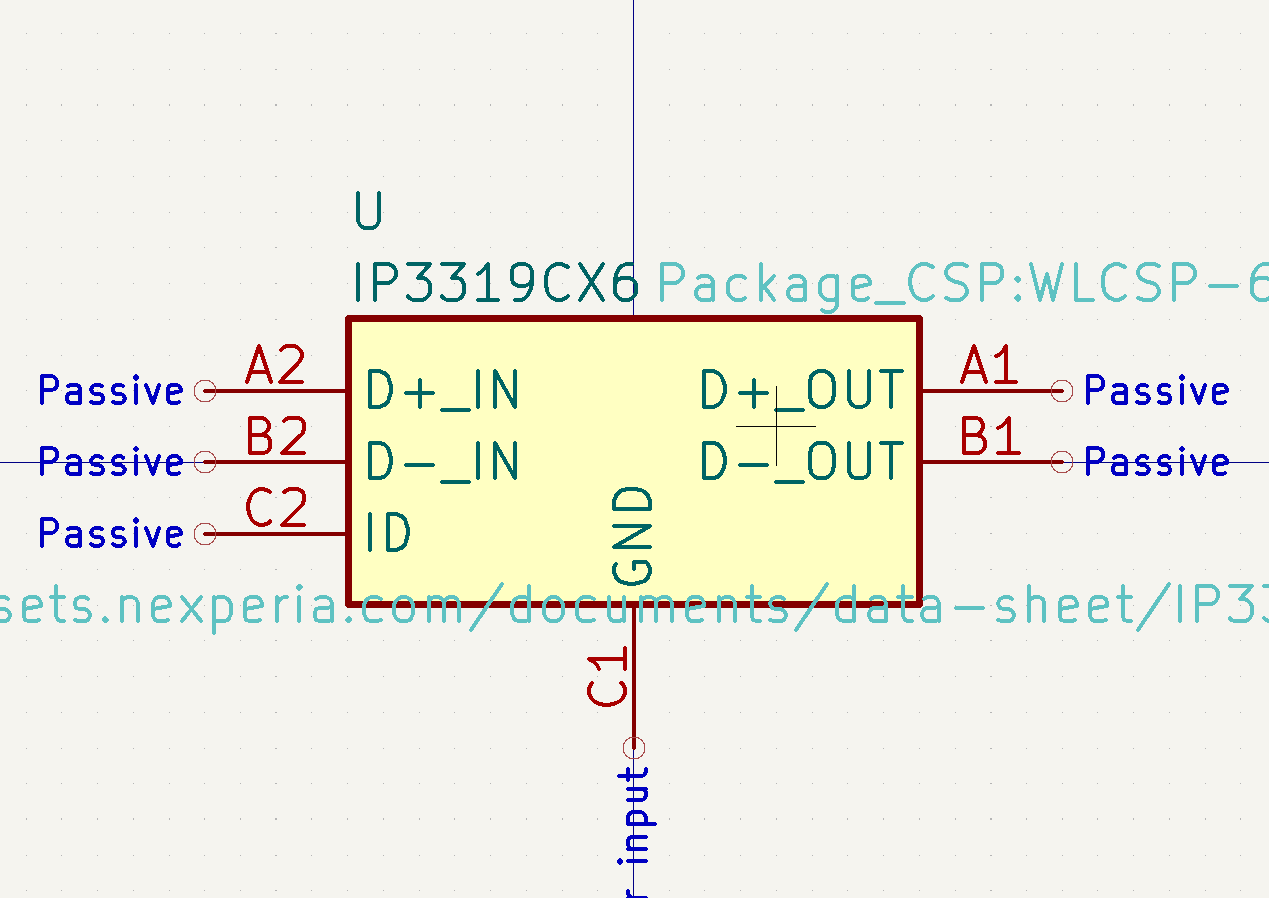 U
IP3319CX6 Package_CSP:WLCSP-6
A2 A1
Passive D+_IN D+_OUT Passive
B2 B1
Passive D-_IN D-_OUT Passive
C2
Passive ID
GND
sets.nexperia.com/documents/data-sheet/IP33
C1
r input